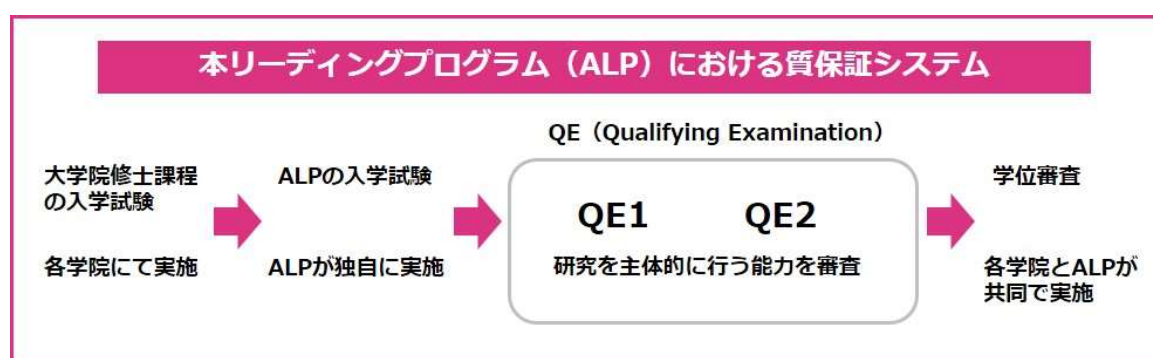 本リーディングプログラム（ALP）における質保証システム
大学院修士課程
の入学試験
各学院にて実施
ALPの入学試験
ALPが独自に実施
QE（Qualifying Examination）
QE1 QE2
研究を主体的に行う能力を審査
学位審査
各学院とALPが
共同で実施